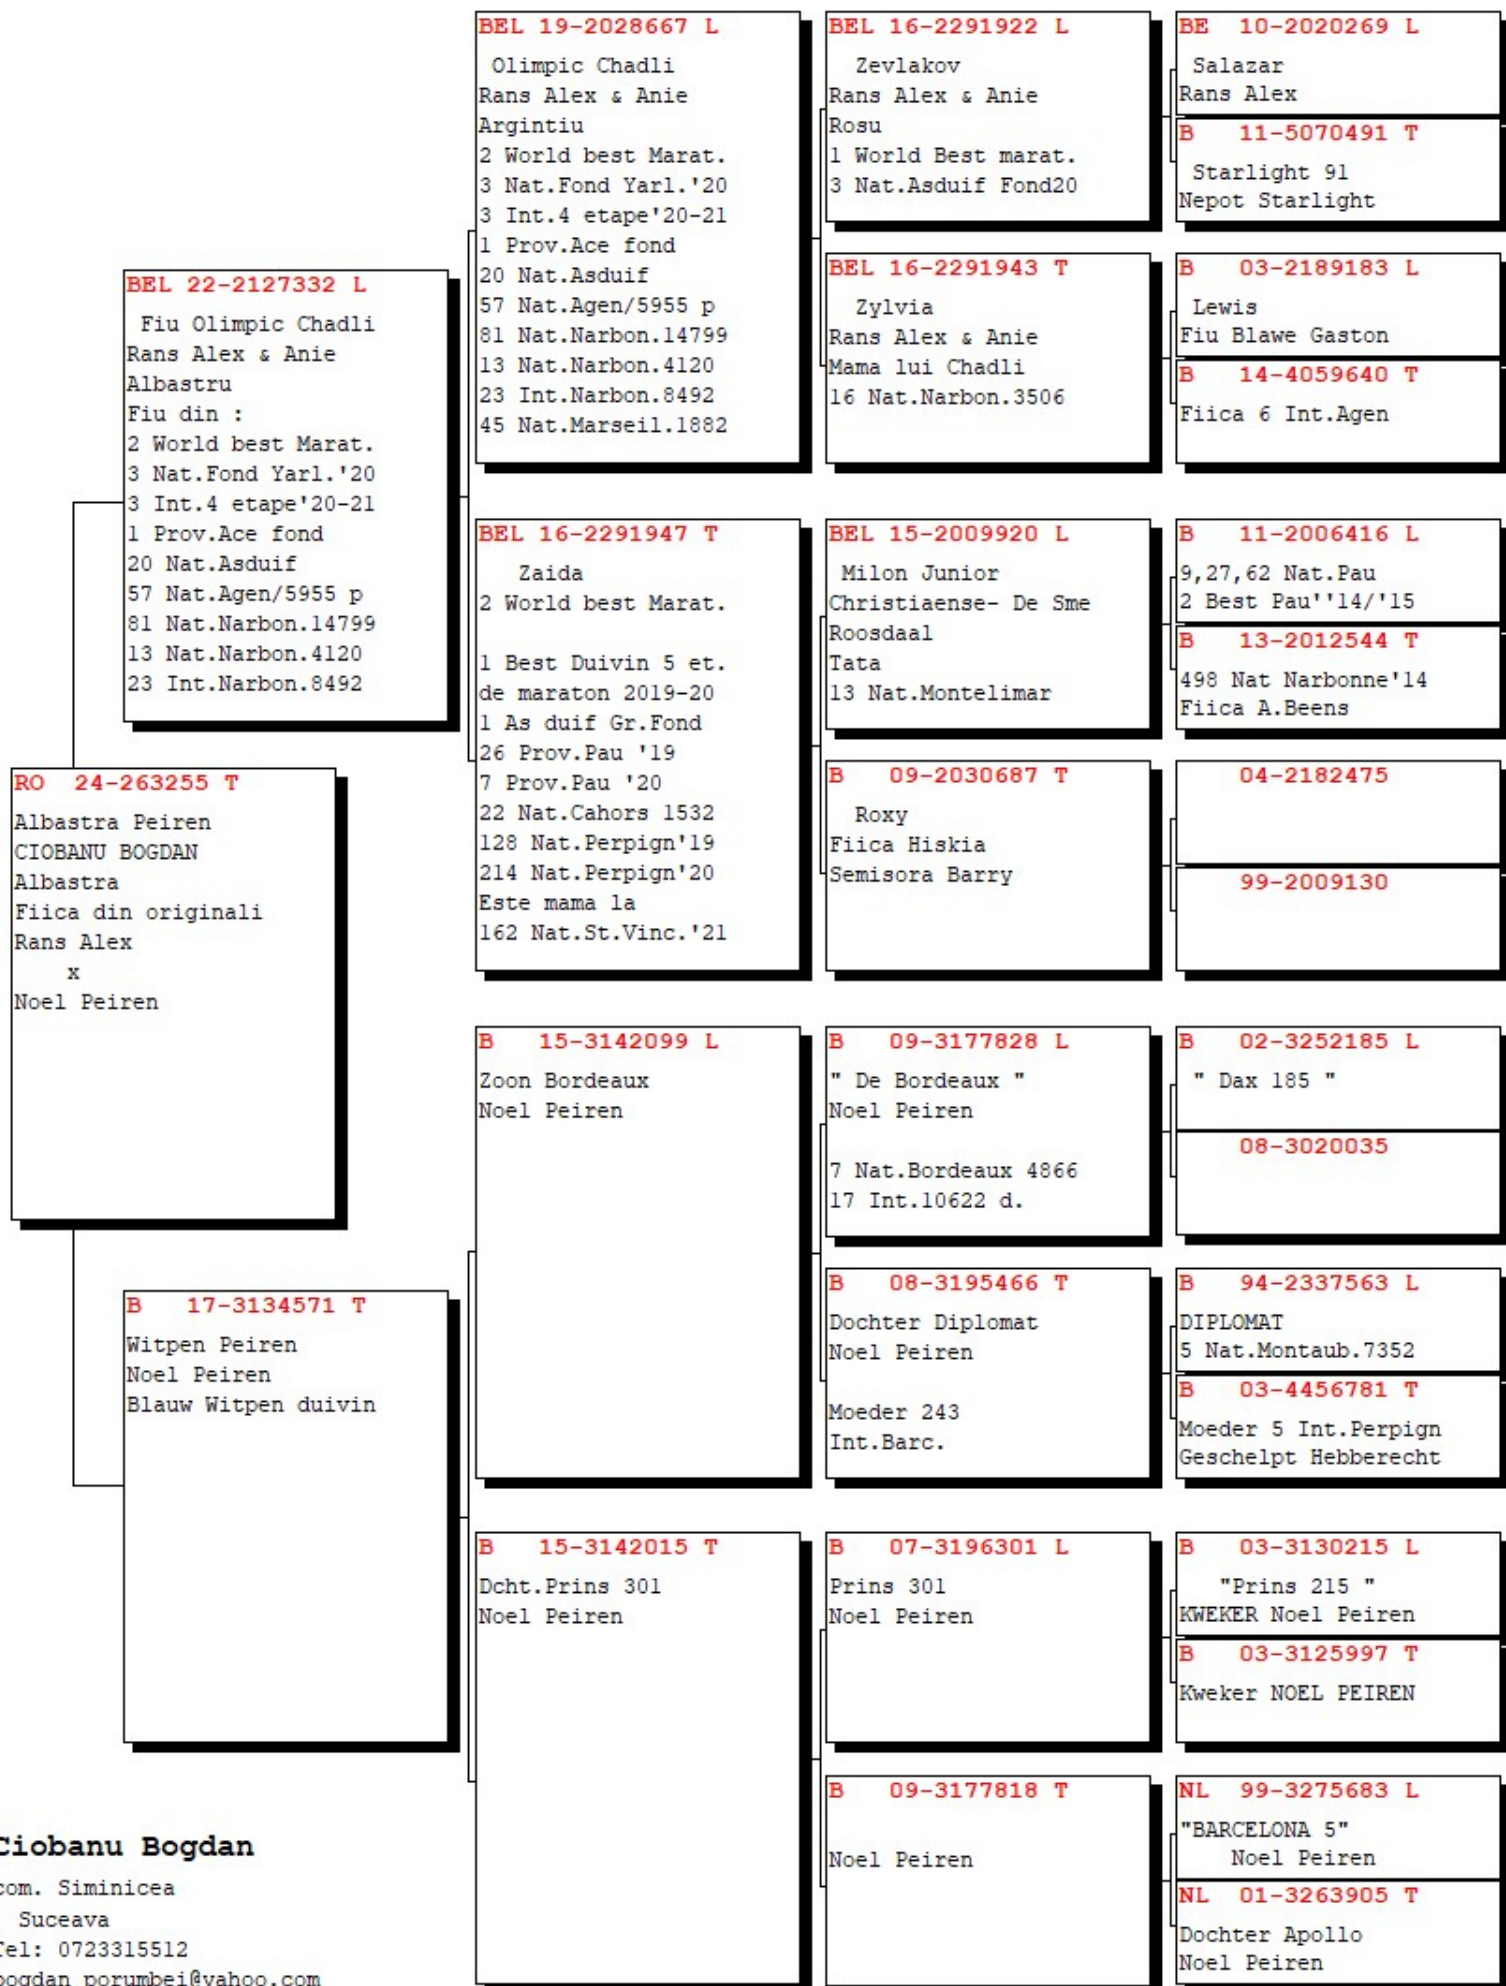 RO  24-263255 T
Albastra Peiren
CIOBANU BOGDAN
Albastra
Fiica din originali
Rans Alex
x
Noel Peiren
BEL 22-2127332 L
Fiu Olimpic Chadli
Rans Alex & Anie
Albastru
Fiu din :
2 World best Marat.
3 Nat.Fond Yarl.'20
3 Int.4 etape'20-21
1 Prov.Ace fond
20 Nat.Asduif
57 Nat.Agen/5955 p
81 Nat.Narbon.14799
13 Nat.Narbon.4120
23 Int.Narbon.8492
B   17-3134571 T
Witpen Peiren
Noel Peiren
Blauw Witpen duivin
BEL 19-2028667 L
Olimpic Chadli
Rans Alex & Anie
Argintiu
2 World best Marat.
3 Nat.Fond Yarl.'20
3 Int.4 etape'20-21
1 Prov.Ace fond
20 Nat.Asduif
57 Nat.Agen/5955 p
81 Nat.Narbon.14799
13 Nat.Narbon.4120
23 Int.Narbon.8492
45 Nat.Marseil.1882
BEL 16-2291947 T
Zaida
2 World best Marat.
1 Best Duivin 5 et.
de maraton 2019-20
1 As duif Gr.Fond
26 Prov.Pau '19
7 Prov.Pau '20
22 Nat.Cahors 1532
128 Nat.Perpign'19
214 Nat.Perpign'20
Este mama la
162 Nat.St.Vinc.'21
B   15-3142099 L
Zoon Bordeaux
Noel Peiren
B   15-3142015 T
Dcht.Prins 301
Noel Peiren
BEL 16-2291922 L
Zevlakov
Rans Alex & Anie
Rosu
1 World Best marat.
3 Nat.Asduif Fond20
BEL 16-2291943 T
Zylvia
Rans Alex & Anie
Mama lui Chadli
16 Nat.Narbon.3506
BEL 15-2009920 L
Milon Junior
Christiaense- De Sme
Roosdaal
Tata
13 Nat.Montelimar
B   09-2030687 T
Roxy
Fiica Hiskia
Semisora Barry
B   09-3177828 L
" De Bordeaux "
Noel Peiren
7 Nat.Bordeaux 4866
17 Int.10622 d.
B   08-3195466 T
Dochter Diplomat
Noel Peiren
Moeder 243
Int.Barc.
B   07-3196301 L
Prins 301
Noel Peiren
B   09-3177818 T
Noel Peiren
BE  10-2020269 L
Salazar
Rans Alex
B   11-5070491 T
Starlight 91
Nepot Starlight
B   03-2189183 L
Lewis
Fiu Blawe Gaston
B   14-4059640 T
Fiica 6 Int.Agen
B   11-2006416 L
9,27,62 Nat.Pau
2 Best Pau''14/'15
B   13-2012544 T
498 Nat Narbonne'14
Fiica A.Beens
04-2182475
99-2009130
B   02-3252185 L
" Dax 185 "
08-3020035
B   94-2337563 L
DIPLOMAT
5 Nat.Montaub.7352
B   03-4456781 T
Moeder 5 Int.Perpign
Geschelpt Hebberecht
B   03-3130215 L
"Prins 215 "
KWEKER Noel Peiren
B   03-3125997 T
Kweker NOEL PEIREN
NL  99-3275683 L
"BARCELONA 5"
Noel Peiren
NL  01-3263905 T
Dochter Apollo
Noel Peiren
Ciobanu Bogdan
com. Siminicea
Suceava
Tel: 0723315512
bogdan_porumbei@yahoo.com